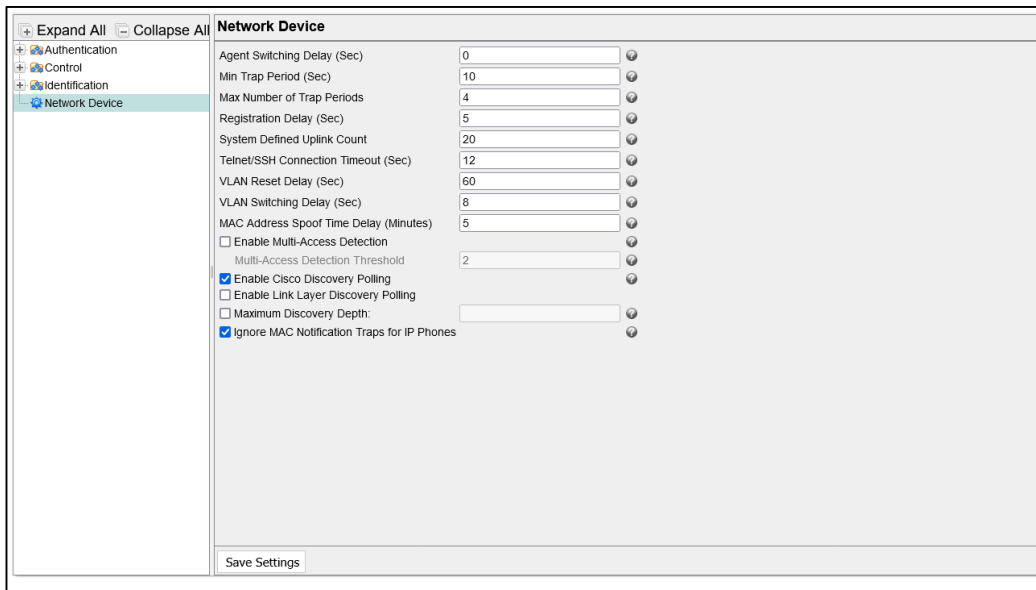 Expand All Collapse All
Authentication
Control
Identification
Network Device
Network Device
Agent Switching Delay (Sec) 0
Min Trap Period (Sec) 10
Max Number of Trap Periods 4
Registration Delay (Sec) 5
System Defined Uplink Count 20
Telnet/SSH Connection Timeout (Sec) 12
VLAN Reset Delay (Sec) 60
VLAN Switching Delay (Sec) 8
MAC Address Spoof Time Delay (Minutes) 5
Enable Multi-Access Detection
Multi-Access Detection Threshold 2
Enable Cisco Discovery Polling
Enable Link Layer Discovery Polling
Maximum Discovery Depth:
Ignore MAC Notification Traps for IP Phones
Save Settings